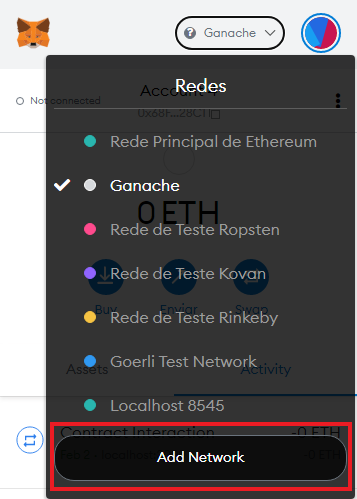 Ganache
Redes
Account
Not connected
0x68F...28C1
Rede Principal de Ethereum
Ganache
0 ETH
Rede de Teste Ropsten
Rede de Teste Kovan
Buy Enviar Swap
Rede de Teste Rinkeby
Goerli Test Network
Assets Activity
Localhost 8545
Contract Interaction -0 ETH
Add Network